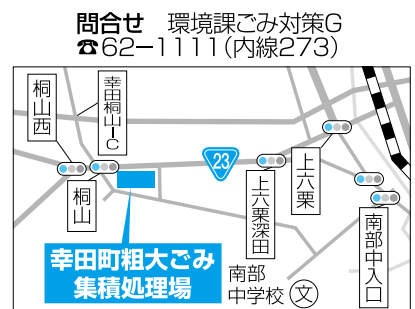 問合せ　環境課ごみ対策G
☎62－1111（内線273）
桐山西
幸田桐山IC
桐山
23
上六栗深田
上六栗
南部中入口
幸田町粗大ごみ
集積処理場
南部
中学校 文